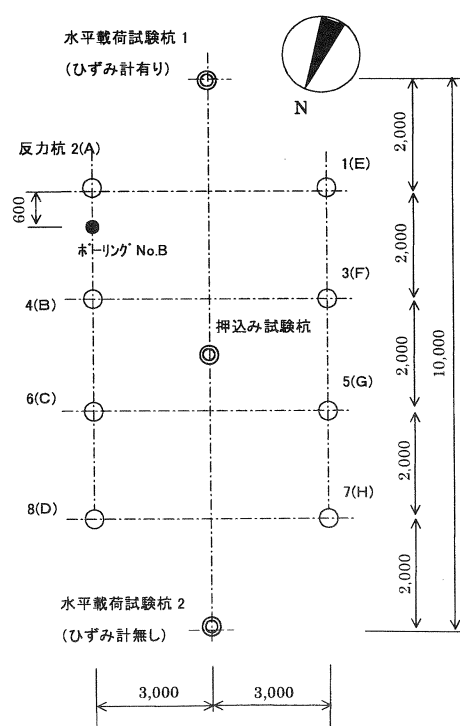 水平載荷試験杭 1
(ひずみ計有り)
N
反力杭 2(A)
1(E)
2,000
600
ﾎﾞｰﾘﾝｸﾞ No.B
2,000
4(B)
3(F)
押込み試験杭
2,000
10,000
6(C)
5(G)
2,000
8(D)
7(H)
2,000
水平載荷試験杭 2
(ひずみ計無し)
3,000
3,000